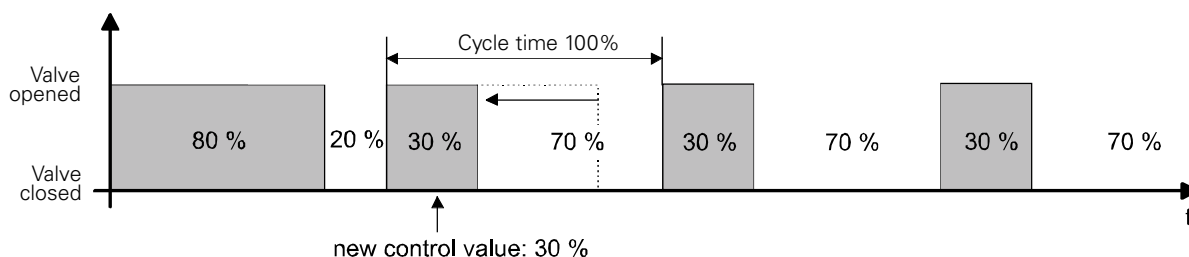 Cycle time 100%
Valve
opened
80 %
20 %
30 %
70 %
30 %
70 %
30 %
70 %
Valve
closed
t
new control value: 30 %